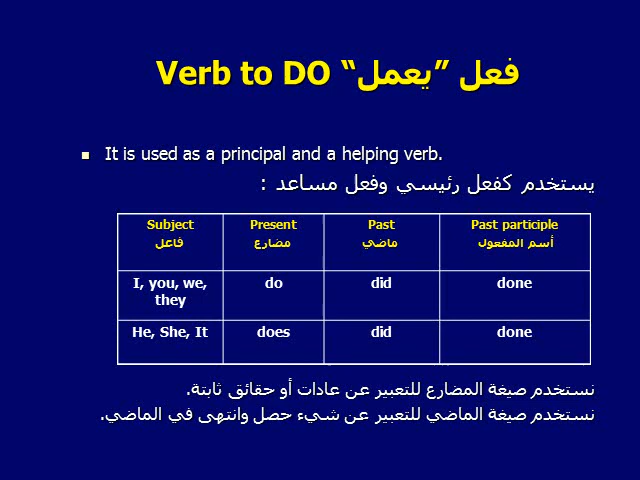 Verb to DO “فعل ”يعمل
It is used as a principal and a helping verb.
يستخدم كفعل رئيسي وفعل مساعد :
Subject Present Past Past participle
فاعل مضارع ماضي أسم المفعول
I, you, we, they do did done
He, She, It does did done
نستخدم صيغة المضارع للتعبير عن عادات أو حقائق ثابتة.
نستخدم صيغة الماضي للتعبير عن شيء حصل وانتهى في الماضي.